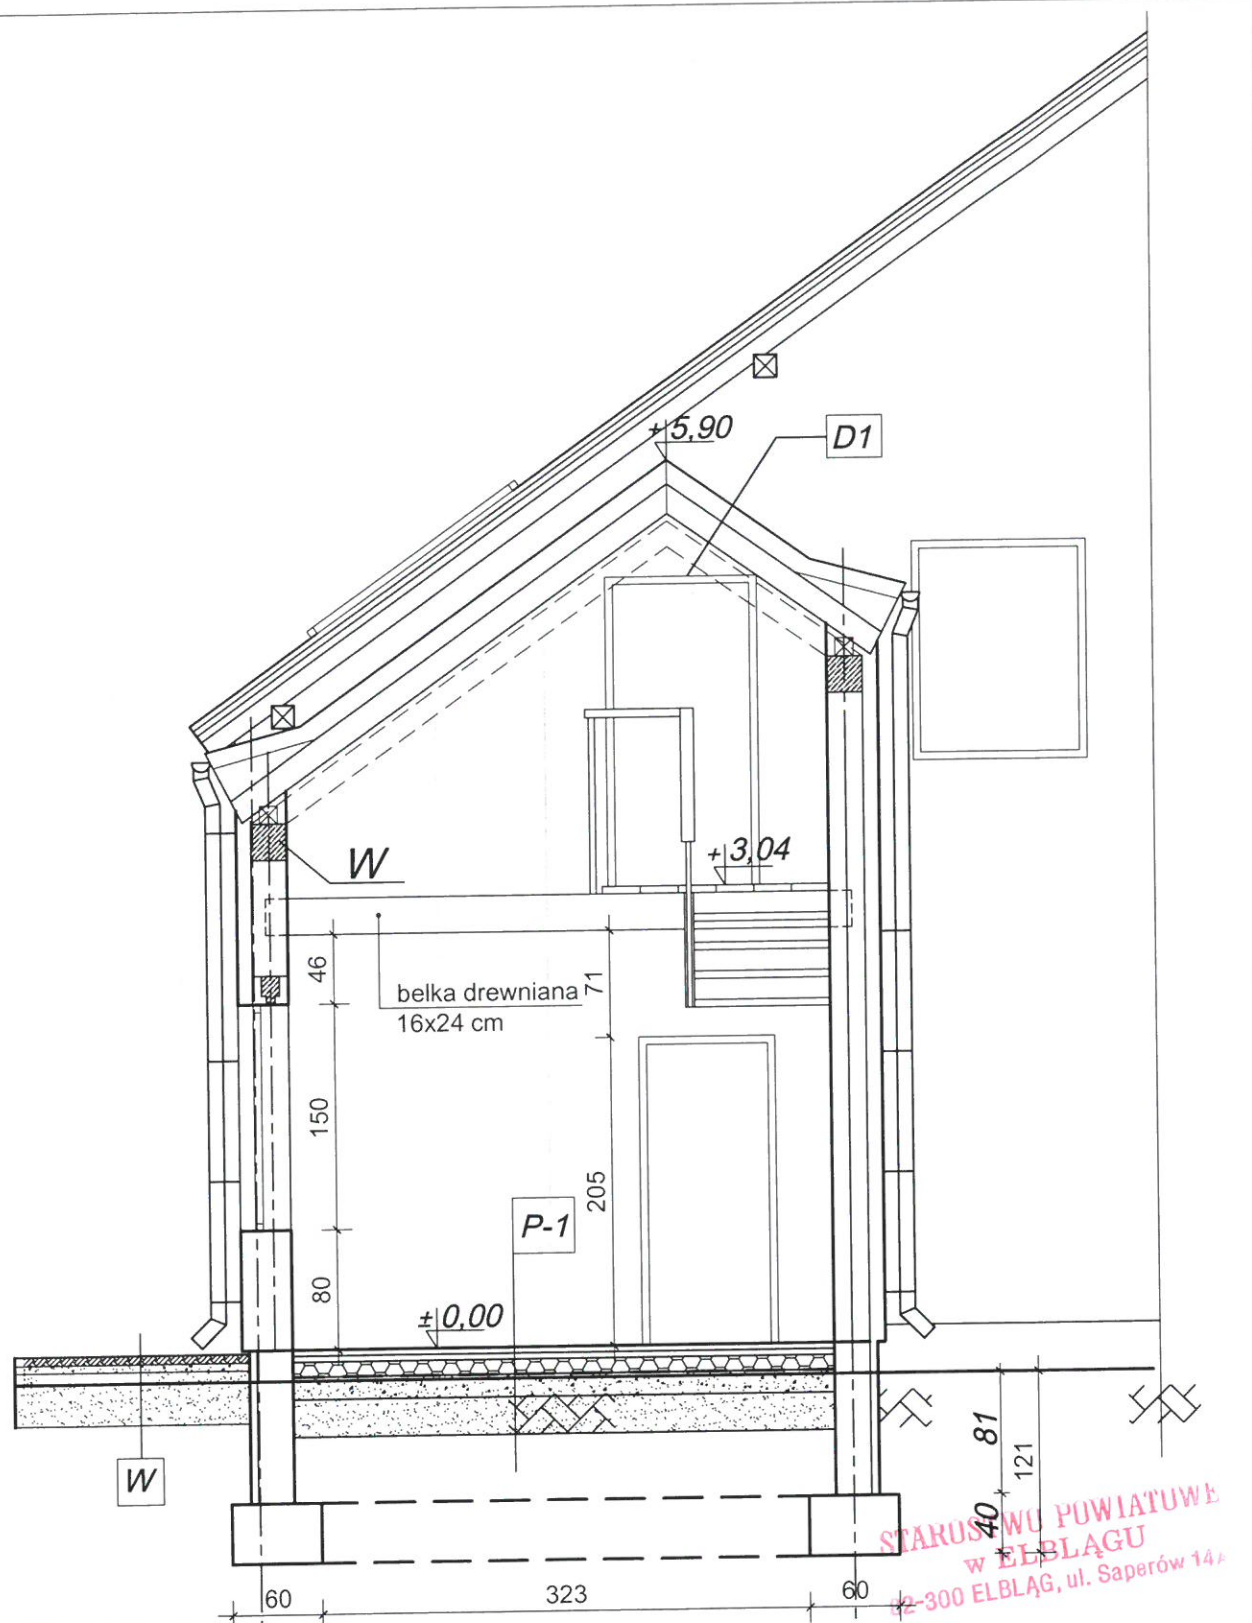 +5,90
D1
W
+3,04
46
belka drewniana
16x24 cm
71
150
205
P-1
80
±0,00
W
81
121
40
STAROSTWO POWIATOWE
w ELBLĄGU
82-300 ELBLĄG, ul. Saperów 14A
60
323
60